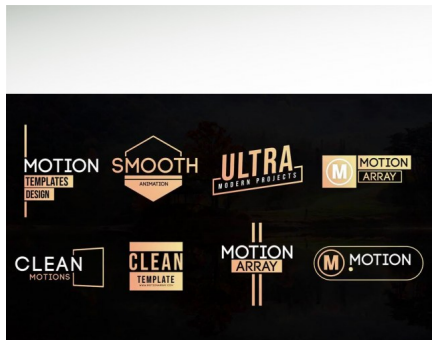 MOTION
TEMPLATES
DESIGN
SMOOTH
ANIMATION
ULTRA
MODERN PROJECTS
M
MOTION
ARRAY
CLEAN
MOTIONS
CLEAN
TEMPLATE
MOTION
ARRAY
M
MOTION